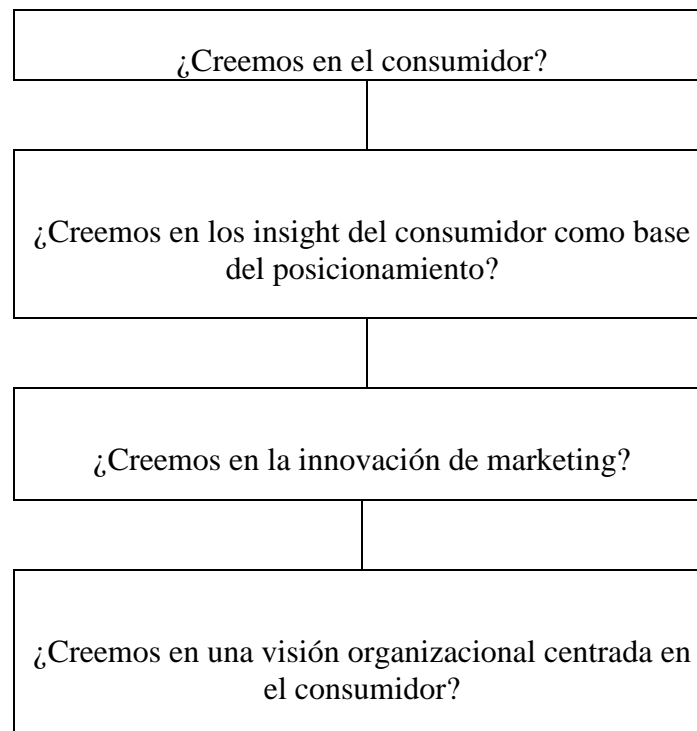 ¿Creemos en el consumidor?
¿Creemos en los insight del consumidor como base
del posicionamiento?
¿Creemos en la innovación de marketing?
¿Creemos en una visión organizacional centrada en
el consumidor?